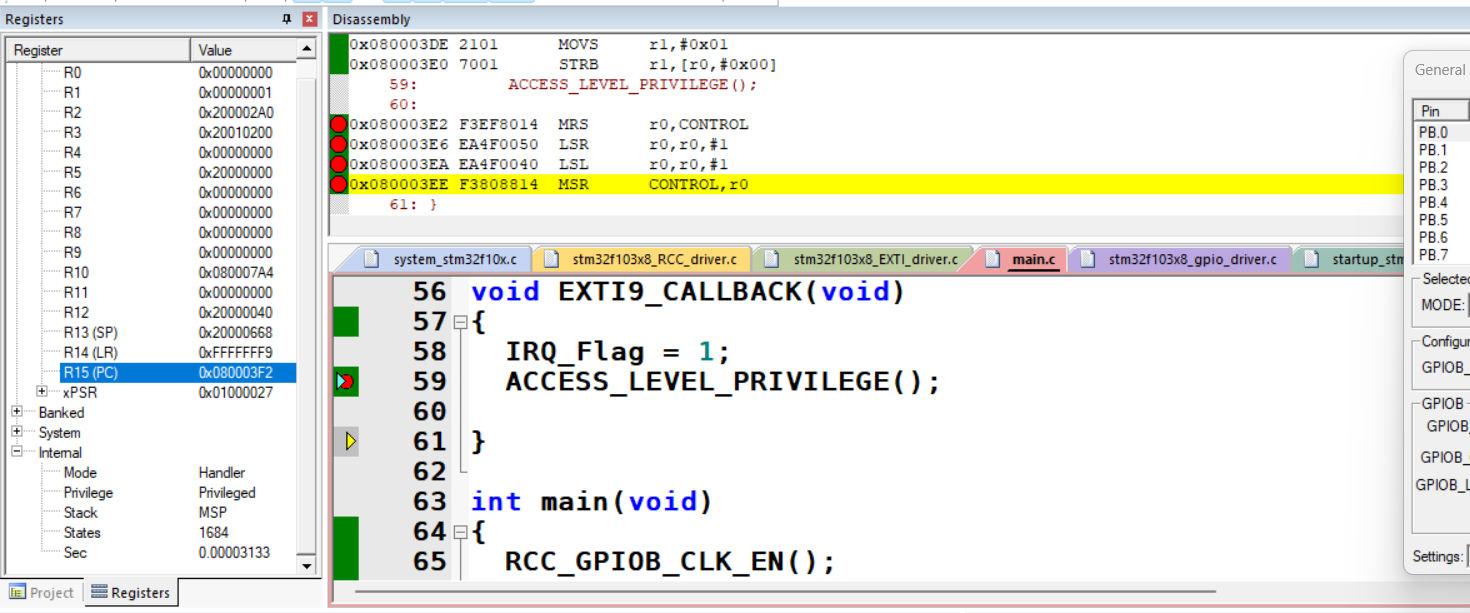 Registers
Register Value
R0 0x00000000
R1 0x00000001
R2 0x200002A0
R3 0x20010200
R4 0x00000000
R5 0x20000000
R6 0x00000000
R7 0x00000000
R8 0x00000000
R9 0x00000000
R10 0x080007A4
R11 0x00000000
R12 0x20000040
R13 (SP) 0x20000668
R14 (LR) 0xFFFFFFF9
R15 (PC) 0x080003F2
xPSR 0x01000027
Banked
System
Internal
Mode Handler
Privilege Privileged
Stack MSP
States 1684
Sec 0.00003133
Project Registers
Disassembly
0x080003DE 2101 MOVS r1,#0x01
0x080003E0 7001 STRB r1,[r0,#0x00]
59: ACCESS_LEVEL_PRIVILEGE();
60:
0x080003E2 F3EF8014 MRS r0,CONTROL
0x080003E6 EA4F0050 LSR r0,r0,#1
0x080003EA EA4F0040 LSL r0,r0,#1
0x080003EE F3808814 MSR CONTROL,r0
61: }
system_stm32f10x.c stm32f103x8_RCC_driver.c stm32f103x8_EXTI_driver.c main.c stm32f103x8_gpio_driver.c startup_stm
56 void EXTI9_CALLBACK(void)
57 {
58 IRQ_Flag = 1;
59 ACCESS_LEVEL_PRIVILEGE();
60
61 }
62
63 int main(void)
64 {
65 RCC_GPIOB_CLK_EN();
General
Pin
PB.0
PB.1
PB.2
PB.3
PB.4
PB.5
PB.6
PB.7
Selected
MODE:
Configur
GPIOB_
GPIOB
GPIOB_
GPIOB_
GPIOB_L
Settings: